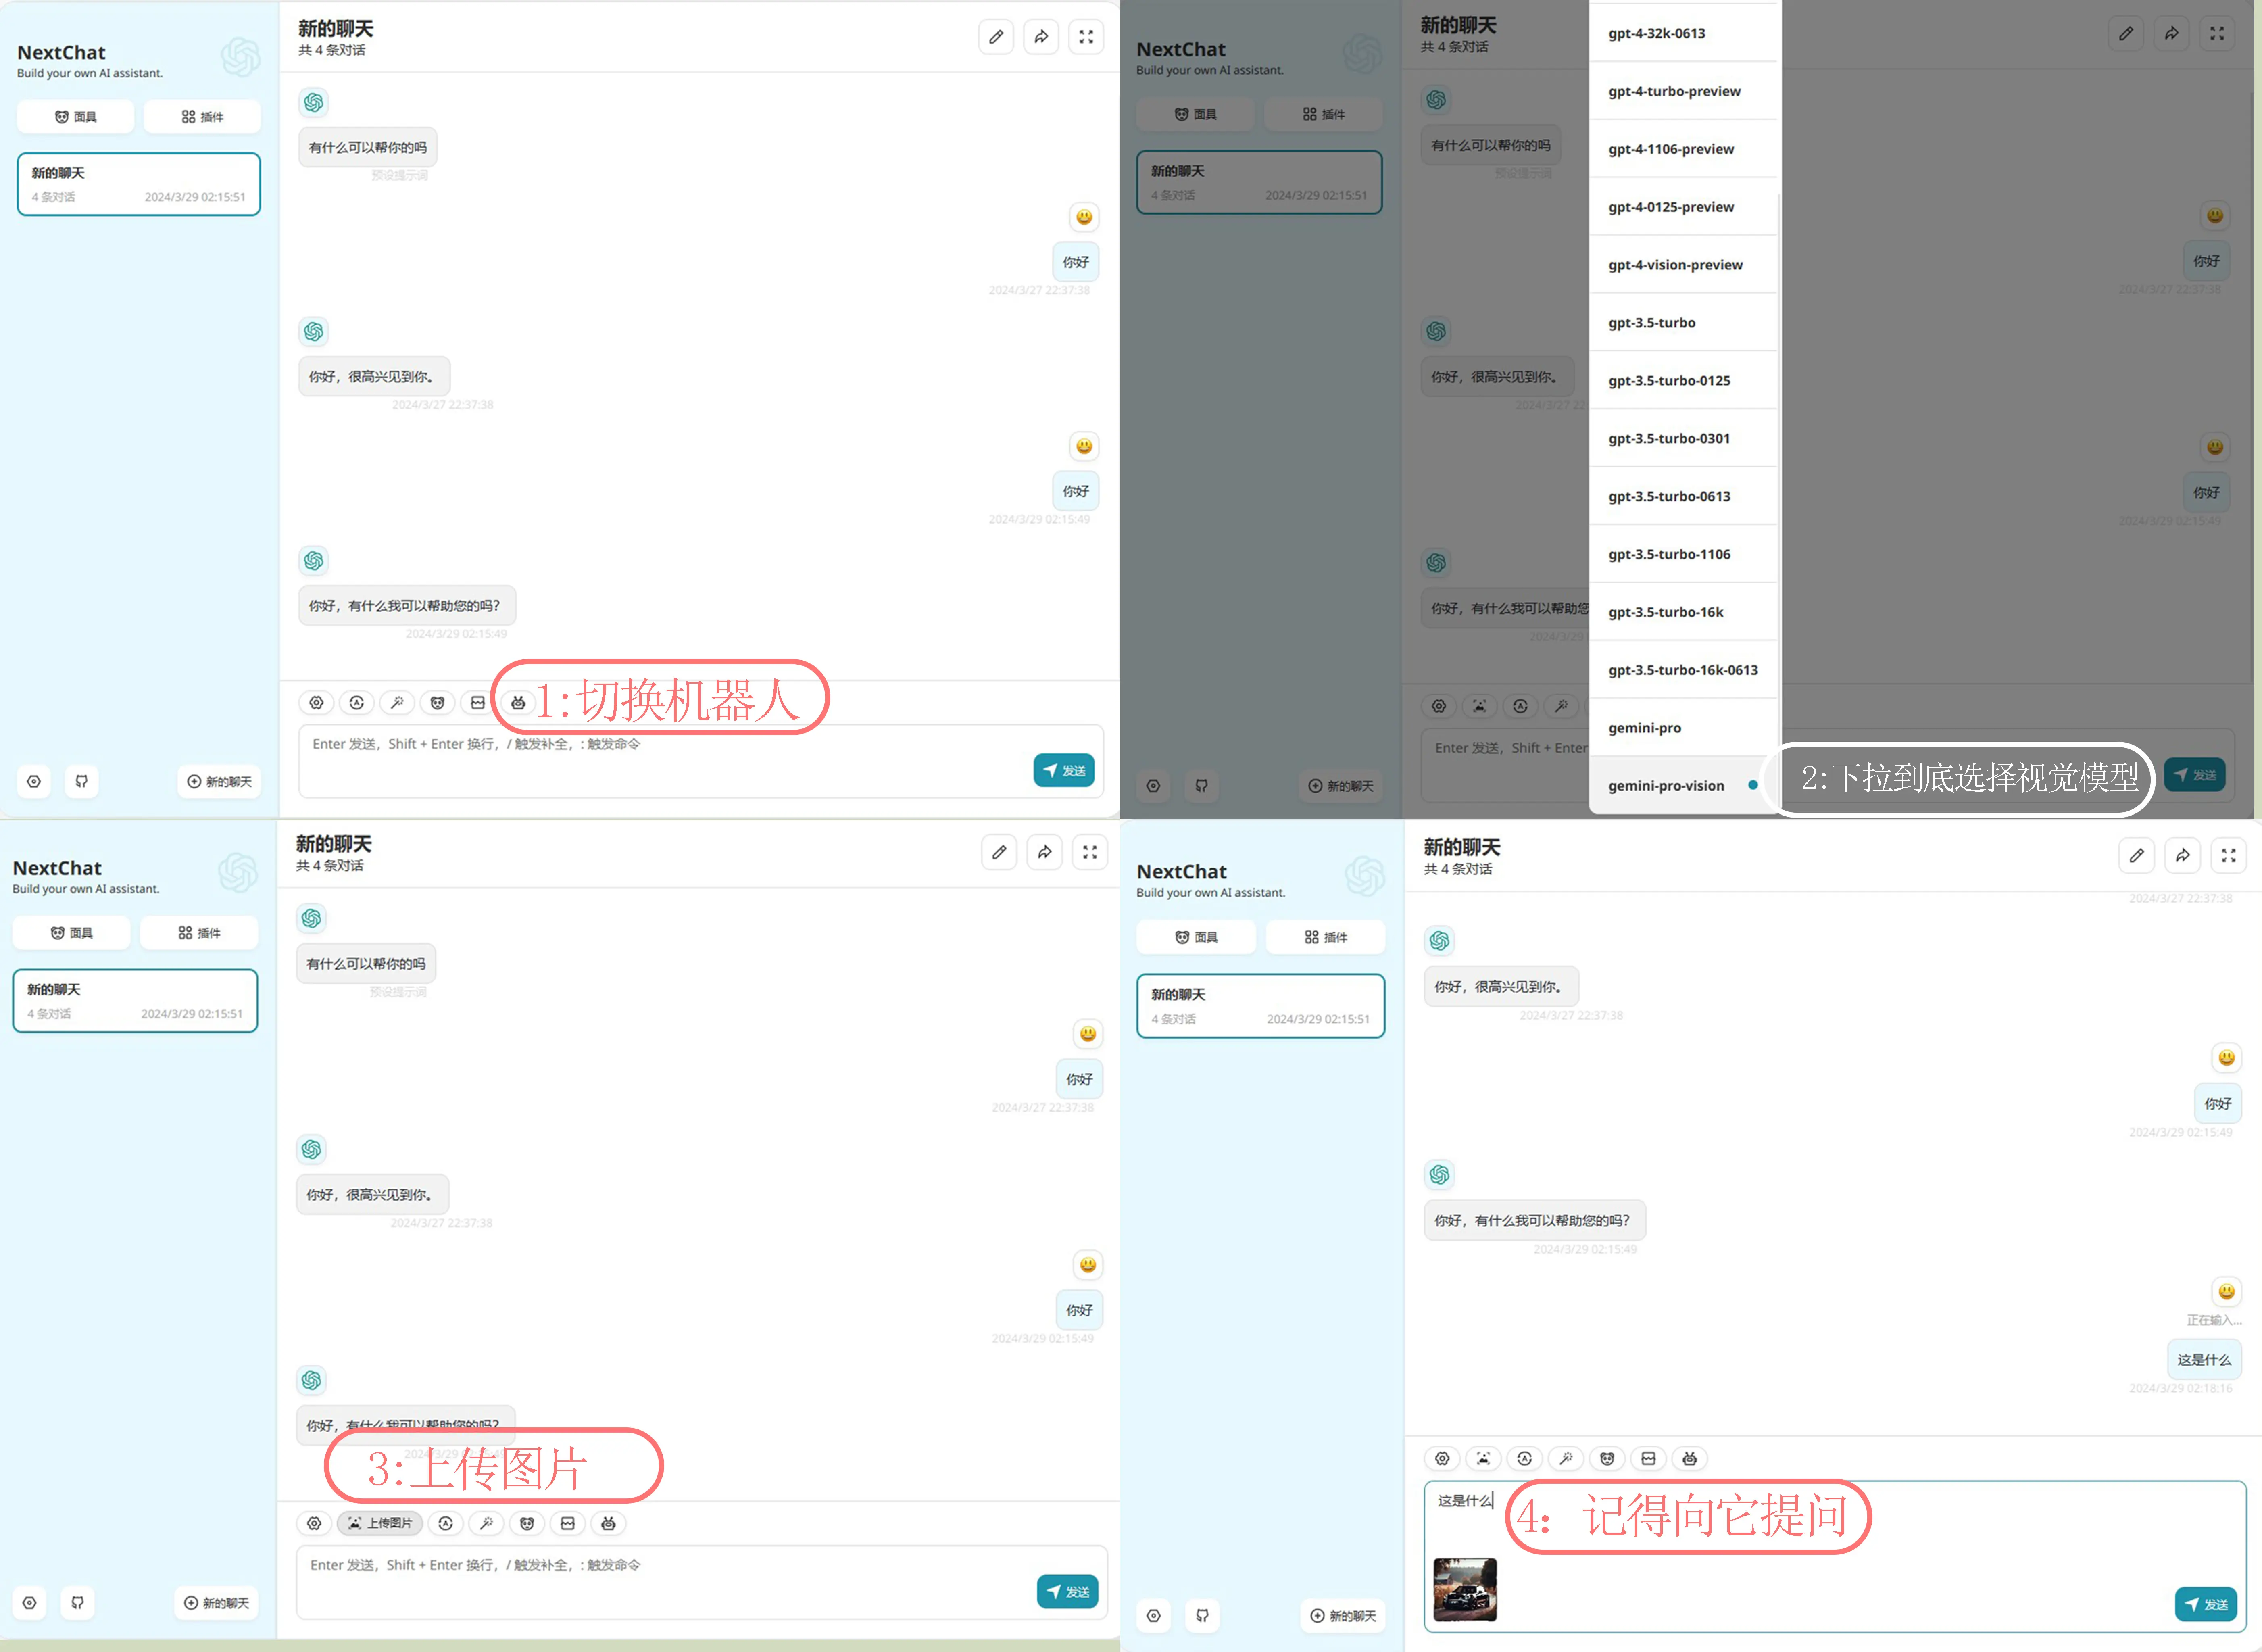 NextChat
Build your own AI assistant.
面具
插件
新的聊天
4 条对话
2024/3/29 02:15:51
新的聊天
新的聊天
共 4 条对话
有什么可以帮你的吗
预设提示词
你好
2024/3/27 22:37:38
你好，很高兴见到你。
2024/3/27 22:37:38
你好
2024/3/29 02:15:49
你好，有什么我可以帮助您的吗？
2024/3/29 02:15:49
1:切换机器人
Enter 发送，Shift + Enter 换行，/ 触发补全，: 触发命令
发送
NextChat
Build your own AI assistant.
面具
插件
新的聊天
4 条对话
2024/3/29 02:15:51
新的聊天
新的聊天
共 4 条对话
有什么可以帮你的吗
预设提示词
你好
2024/3/27 22:37:38
你好，很高兴见到你。
2024/3/27 22
你好
2024/3/29 02:15:49
你好，有什么我可以帮助您
2024/3/29
Enter 发送，Shift + Enter
gpt-4-32k-0613
gpt-4-turbo-preview
gpt-4-1106-preview
gpt-4-0125-preview
gpt-4-vision-preview
gpt-3.5-turbo
gpt-3.5-turbo-0125
gpt-3.5-turbo-0301
gpt-3.5-turbo-0613
gpt-3.5-turbo-1106
gpt-3.5-turbo-16k
gpt-3.5-turbo-16k-0613
gemini-pro
gemini-pro-vision
2:下拉到底选择视觉模型
发送
NextChat
Build your own AI assistant.
面具
插件
新的聊天
4 条对话
2024/3/29 02:15:51
新的聊天
新的聊天
共 4 条对话
有什么可以帮你的吗
预设提示词
你好
2024/3/27 22:37:38
你好，很高兴见到你。
2024/3/27 22:37:38
你好
2024/3/29 02:15:49
你好，有什么我可以帮助您的吗？
2024/3/29 02:15:49
3:上传图片
上传图片
Enter 发送，Shift + Enter 换行，/ 触发补全，: 触发命令
发送
NextChat
Build your own AI assistant.
面具
插件
新的聊天
4 条对话
2024/3/29 02:15:51
新的聊天
新的聊天
共 4 条对话
2024/3/27 22:37:38
你好，很高兴见到你。
2024/3/27 22:37:38
你好
2024/3/29 02:15:49
你好，有什么我可以帮助您的吗？
2024/3/29 02:15:49
正在输入...
这是什么
2024/3/29 02:18:16
这是什么
4：记得向它提问
发送